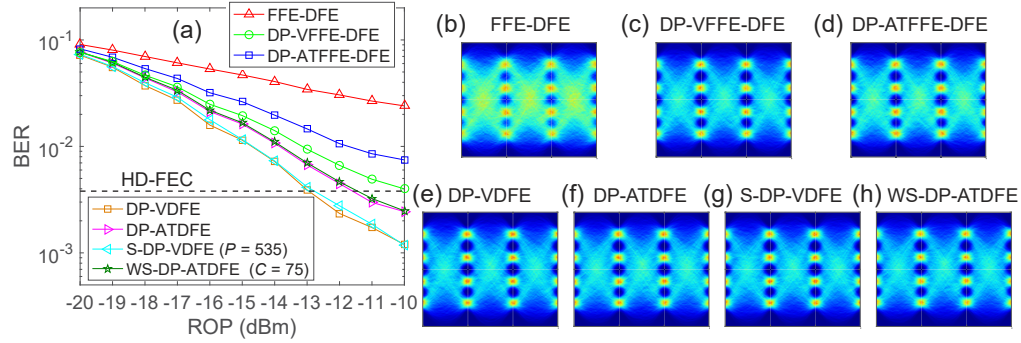 (a)
FFE-DFE
DP-VFFE-DFE
DP-ATFFE-DFE
HD-FEC
DP-VDFE
DP-ATDFE
S-DP-VDFE (P = 535)
WS-DP-ATDFE (C = 75)
BER
10⁻¹
10⁻²
10⁻³
-20 -19 -18 -17 -16 -15 -14 -13 -12 -11 -10
ROP (dBm)
(b) FFE-DFE
(c) DP-VFFE-DFE
(d) DP-ATFFE-DFE
(e) DP-VDFE
(f) DP-ATDFE
(g) S-DP-VDFE
(h) WS-DP-ATDFE